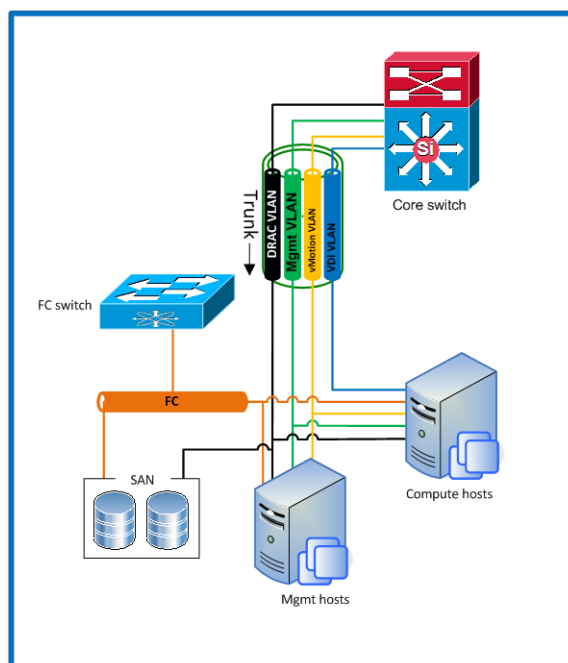 Si
Core switch
Trunk
DRAC VLAN
Mgmt VLAN
vMotion VLAN
VDI VLAN
FC switch
FC
SAN
Compute hosts
Mgmt hosts